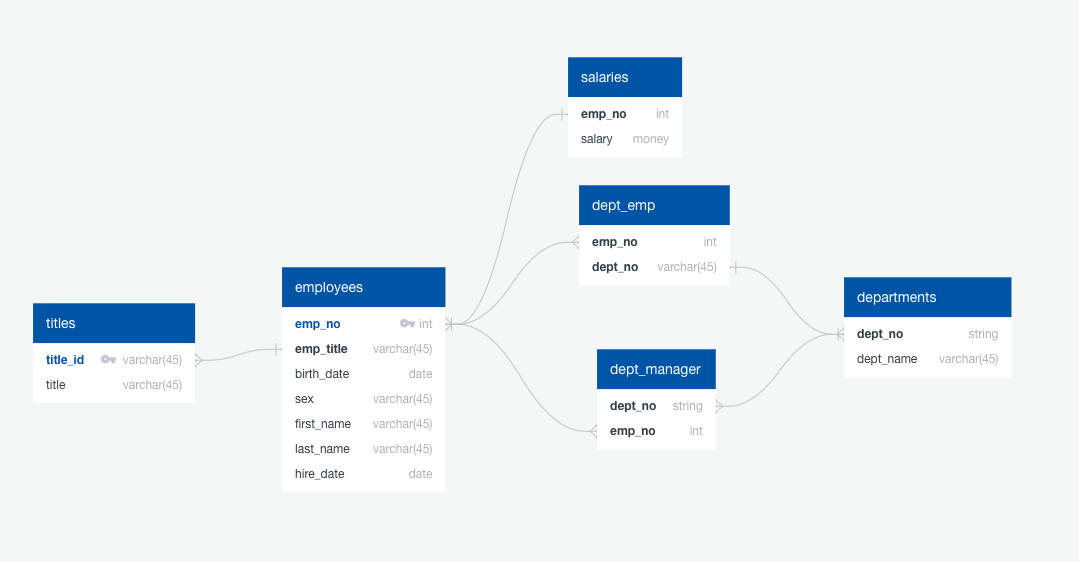 titles
title_id varchar(45)
title varchar(45)
employees
emp_no int
emp_title varchar(45)
birth_date date
sex varchar(45)
first_name varchar(45)
last_name varchar(45)
hire_date date
salaries
emp_no int
salary money
dept_emp
emp_no int
dept_no varchar(45)
dept_manager
dept_no string
emp_no int
departments
dept_no string
dept_name varchar(45)